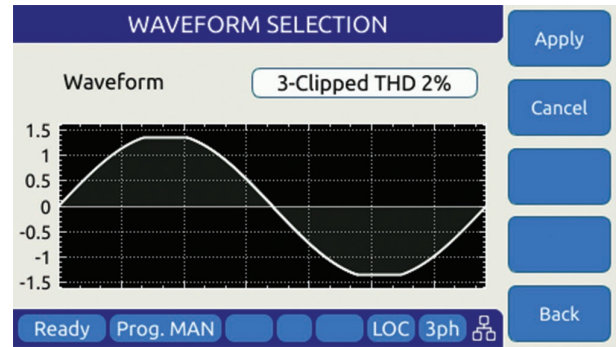 WAVEFORM SELECTION
Apply
Waveform
3-Clipped THD 2%
Cancel
1.5
1
0.5
0
-0.5
-1
-1.5
Ready
Prog. MAN
LOC
3ph
Back